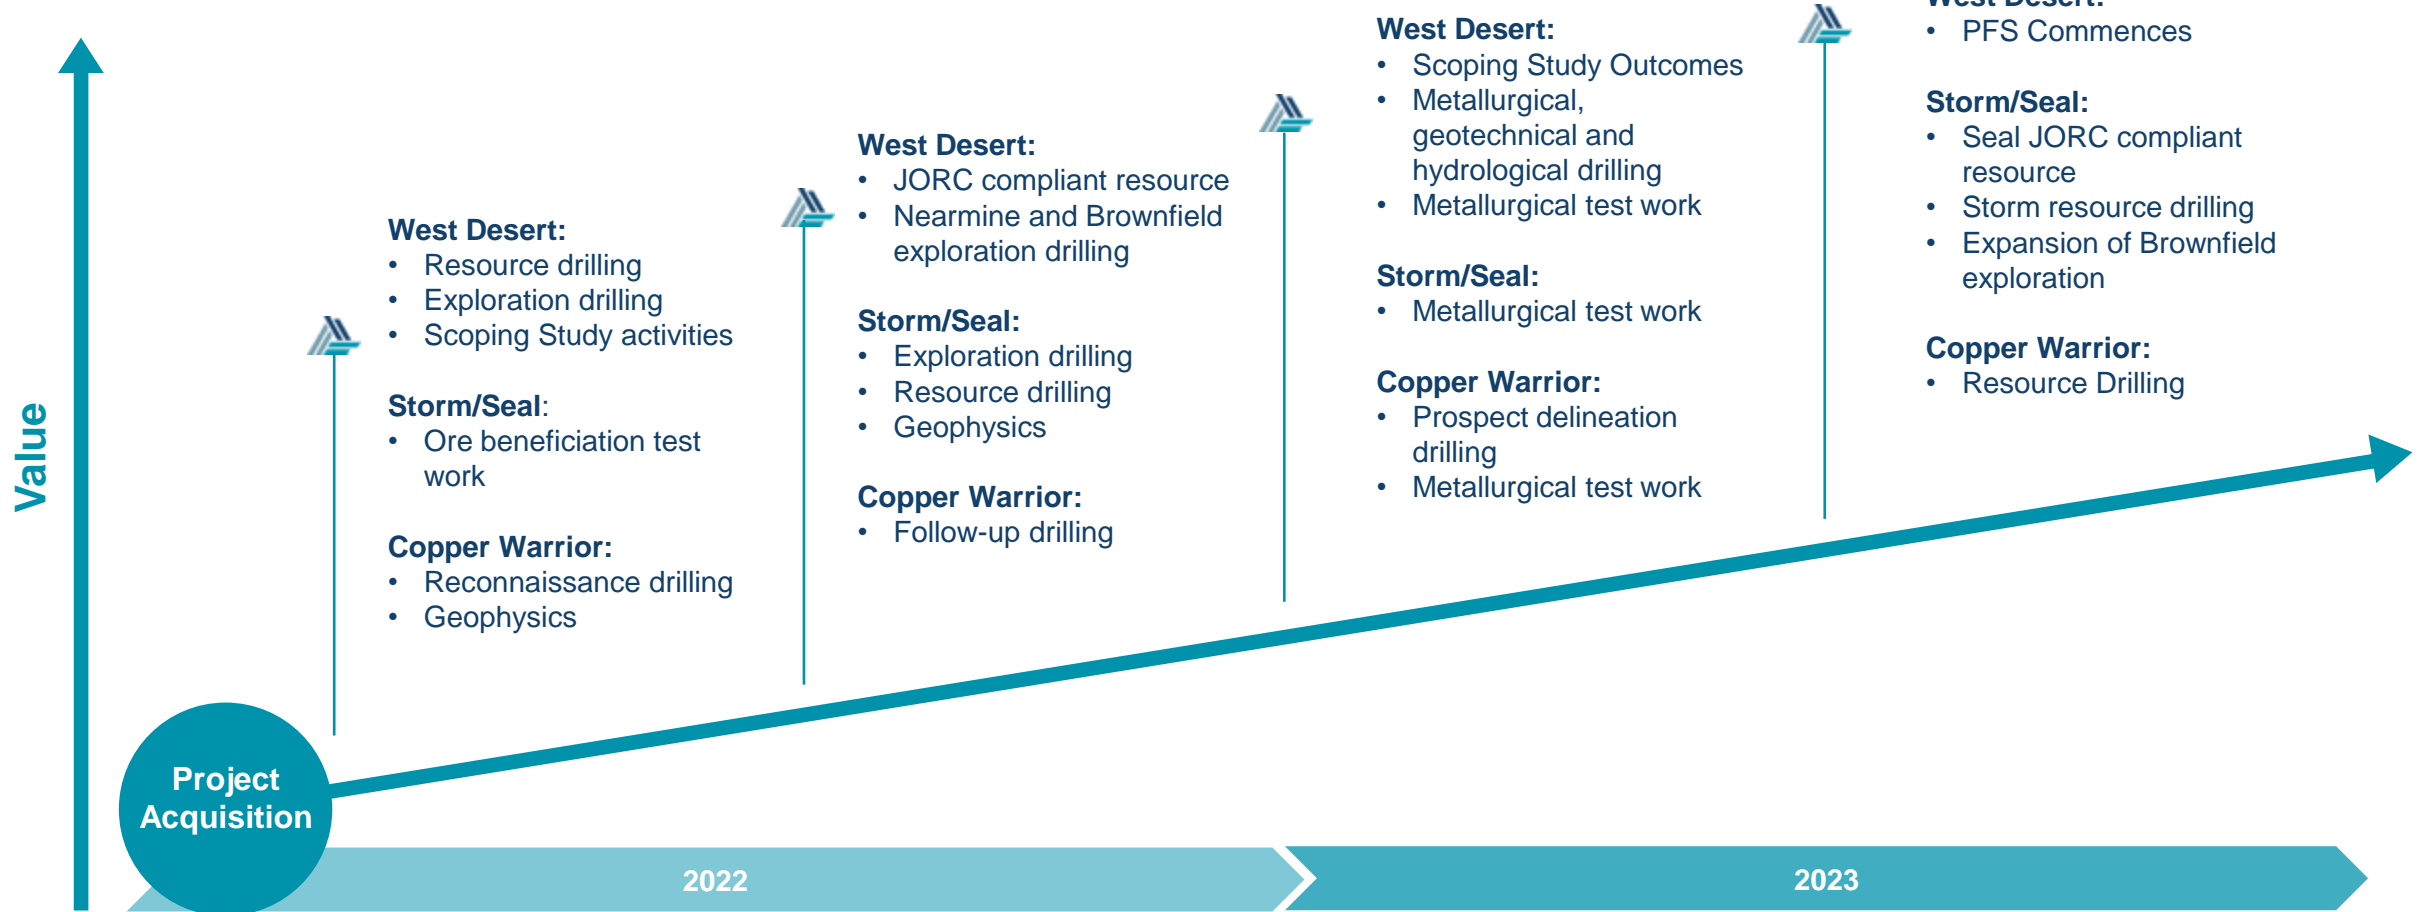 Value
Project
Acquisition
West Desert:
• Resource drilling
• Exploration drilling
• Scoping Study activities
Storm/Seal:
• Ore beneficiation test
work
Copper Warrior:
• Reconnaissance drilling
• Geophysics
West Desert:
• JORC compliant resource
• Nearmine and Brownfield
exploration drilling
Storm/Seal:
• Exploration drilling
• Resource drilling
• Geophysics
Copper Warrior:
• Follow-up drilling
West Desert:
• Scoping Study Outcomes
• Metallurgical,
geotechnical and
hydrological drilling
• Metallurgical test work
Storm/Seal:
• Metallurgical test work
Copper Warrior:
• Prospect delineation
drilling
• Metallurgical test work
West Desert:
• PFS Commences
Storm/Seal:
• Seal JORC compliant
resource
• Storm resource drilling
• Expansion of Brownfield
exploration
Copper Warrior:
• Resource Drilling
2022
2023